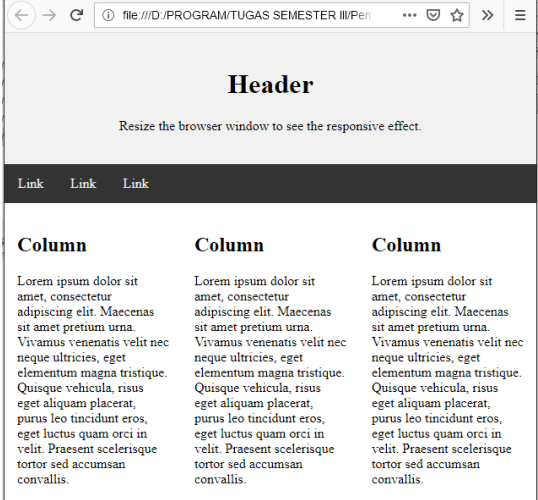 file:///D:/PROGRAM/TUGAS SEMESTER III/Pem
Header
Resize the browser window to see the responsive effect.
Link Link Link
Column
Lorem ipsum dolor sit
amet, consectetur
adipiscing elit. Maecenas
sit amet pretium urna.
Vivamus venenatis velit nec
neque ultricies, eget
elementum magna tristique.
Quisque vehicula, risus
eget aliquam placerat,
purus leo tincidunt eros,
eget luctus quam orci in
velit. Praesent scelerisque
tortor sed accumsan
convallis.
Column
Lorem ipsum dolor sit
amet, consectetur
adipiscing elit. Maecenas
sit amet pretium urna.
Vivamus venenatis velit nec
neque ultricies, eget
elementum magna tristique.
Quisque vehicula, risus
eget aliquam placerat,
purus leo tincidunt eros,
eget luctus quam orci in
velit. Praesent scelerisque
tortor sed accumsan
convallis.
Column
Lorem ipsum dolor sit
amet, consectetur
adipiscing elit. Maecenas
sit amet pretium urna.
Vivamus venenatis velit nec
neque ultricies, eget
elementum magna tristique.
Quisque vehicula, risus
eget aliquam placerat,
purus leo tincidunt eros,
eget luctus quam orci in
velit. Praesent scelerisque
tortor sed accumsan
convallis.